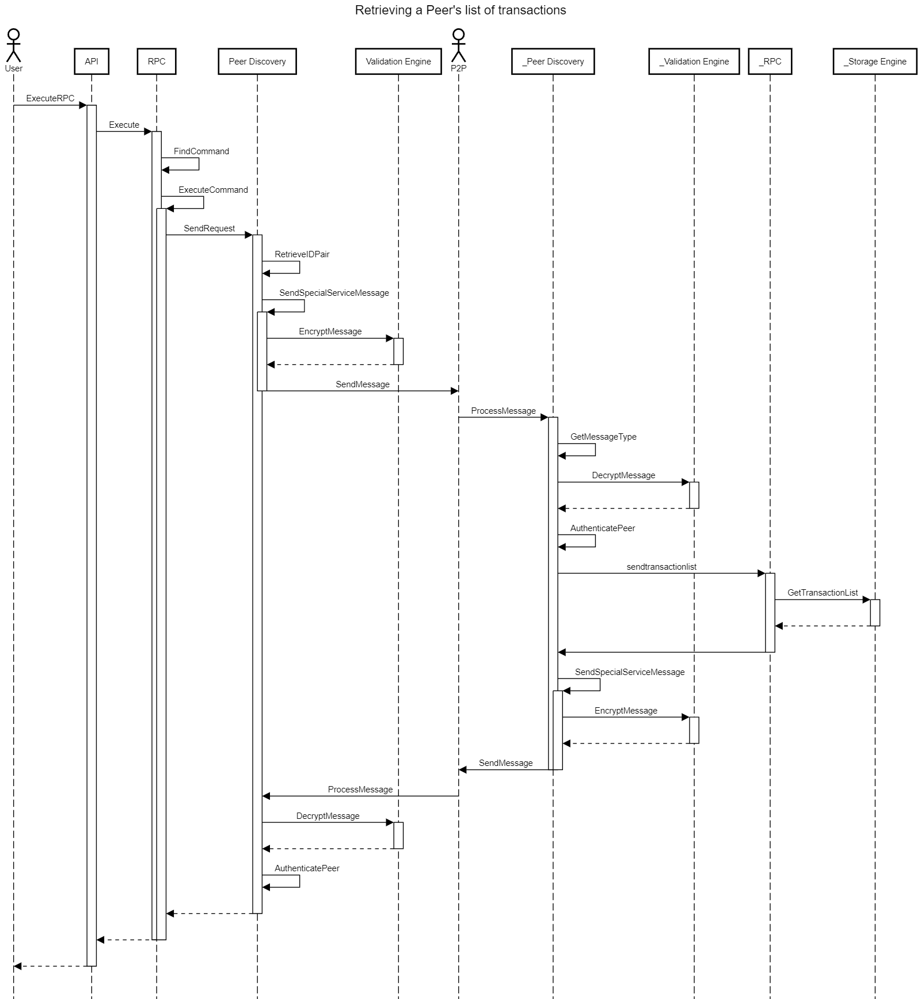 Retrieving a Peer's list of transactions
User
API
RPC
Peer Discovery
Validation Engine
P2P
_Peer Discovery
_Validation Engine
_RPC
_Storage Engine
ExecuteRPC
Execute
FindCommand
ExecuteCommand
SendRequest
RetrieveIDPair
SendSpecialServiceMessage
EncryptMessage
SendMessage
ProcessMessage
GetMessageType
DecryptMessage
AuthenticatePeer
sendtransactionlist
GetTransactionList
SendSpecialServiceMessage
EncryptMessage
SendMessage
ProcessMessage
DecryptMessage
AuthenticatePeer